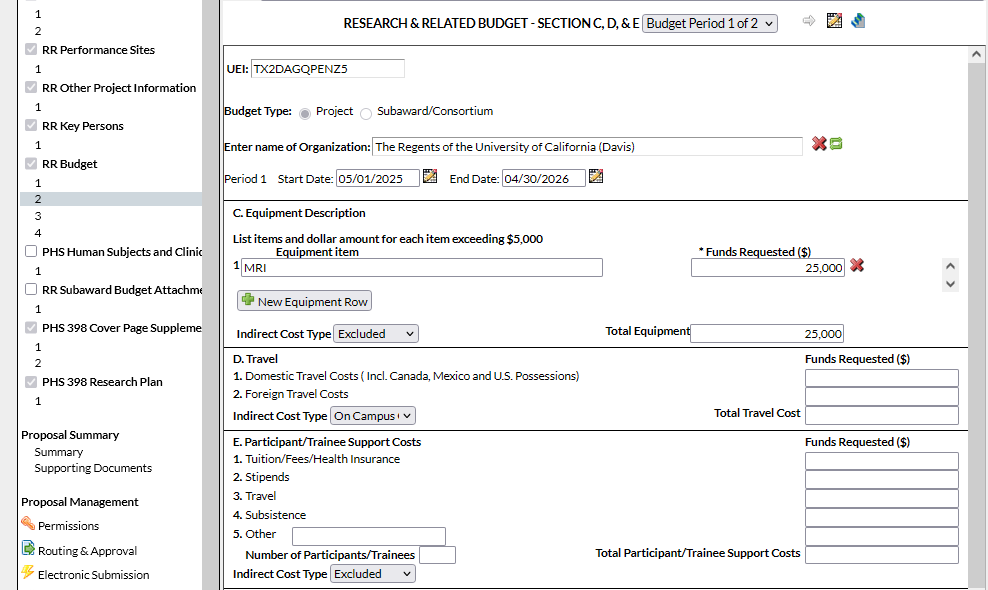 1
2
RR Performance Sites
1
RR Other Project Information
1
RR Key Persons
1
RR Budget
1
2
3
4
PHS Human Subjects and Clinic
1
RR Subaward Budget Attachme
1
PHS 398 Cover Page Suppleme
1
2
PHS 398 Research Plan
1
Proposal Summary
Summary
Supporting Documents
Proposal Management
Permissions
Routing & Approval
Electronic Submission
RESEARCH & RELATED BUDGET - SECTION C, D, & E Budget Period 1 of 2
UEI: TX2DAGQPENZ5
Budget Type: Project Subaward/Consortium
Enter name of Organization: The Regents of the University of California (Davis)
Period 1 Start Date: 05/01/2025 End Date: 04/30/2026
C. Equipment Description
List items and dollar amount for each item exceeding $5,000
Equipment item * Funds Requested ($)
1 MRI 25,000
New Equipment Row
Indirect Cost Type Excluded Total Equipment 25,000
D. Travel Funds Requested ($)
1. Domestic Travel Costs ( Incl. Canada, Mexico and U.S. Possessions)
2. Foreign Travel Costs
Indirect Cost Type On Campus ( Total Travel Cost
E. Participant/Trainee Support Costs Funds Requested ($)
1. Tuition/Fees/Health Insurance
2. Stipends
3. Travel
4. Subsistence
5. Other
Number of Participants/Trainees Total Participant/Trainee Support Costs
Indirect Cost Type Excluded